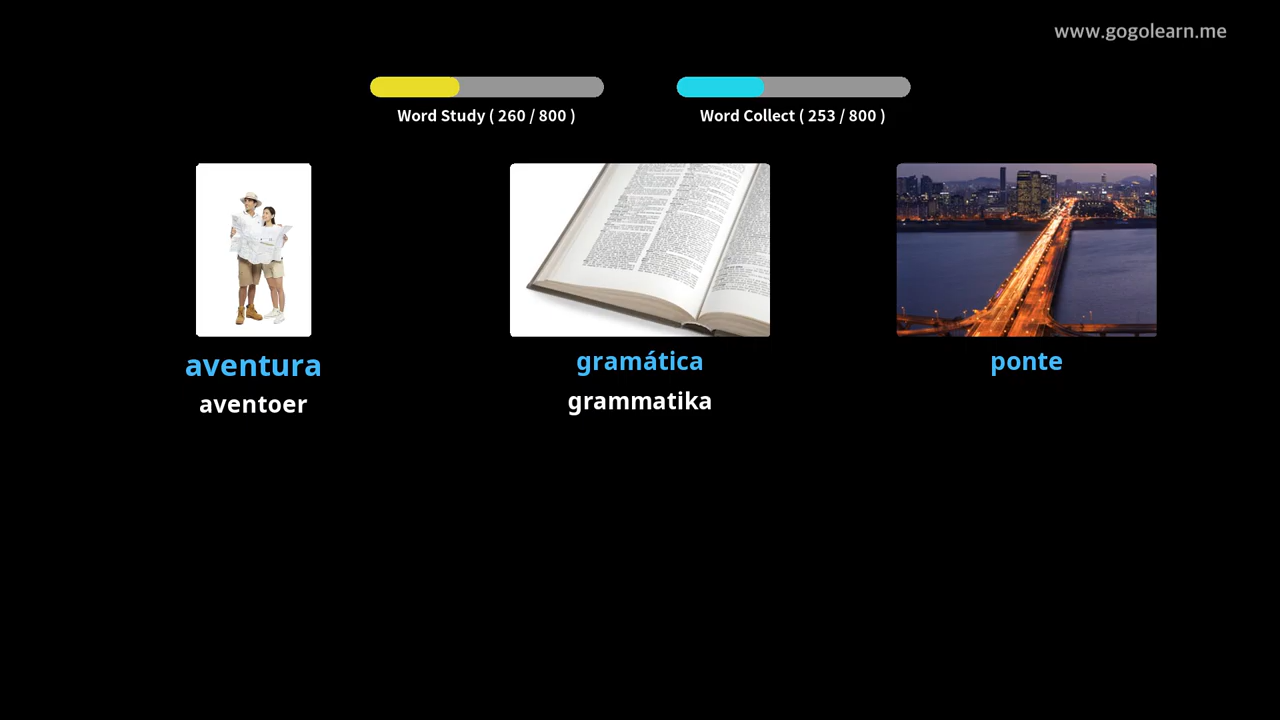 www.gogolearn.me
Word Study ( 260 / 800 )
Word Collect ( 253 / 800 )
aventura
aventoer
gramática
grammatika
ponte